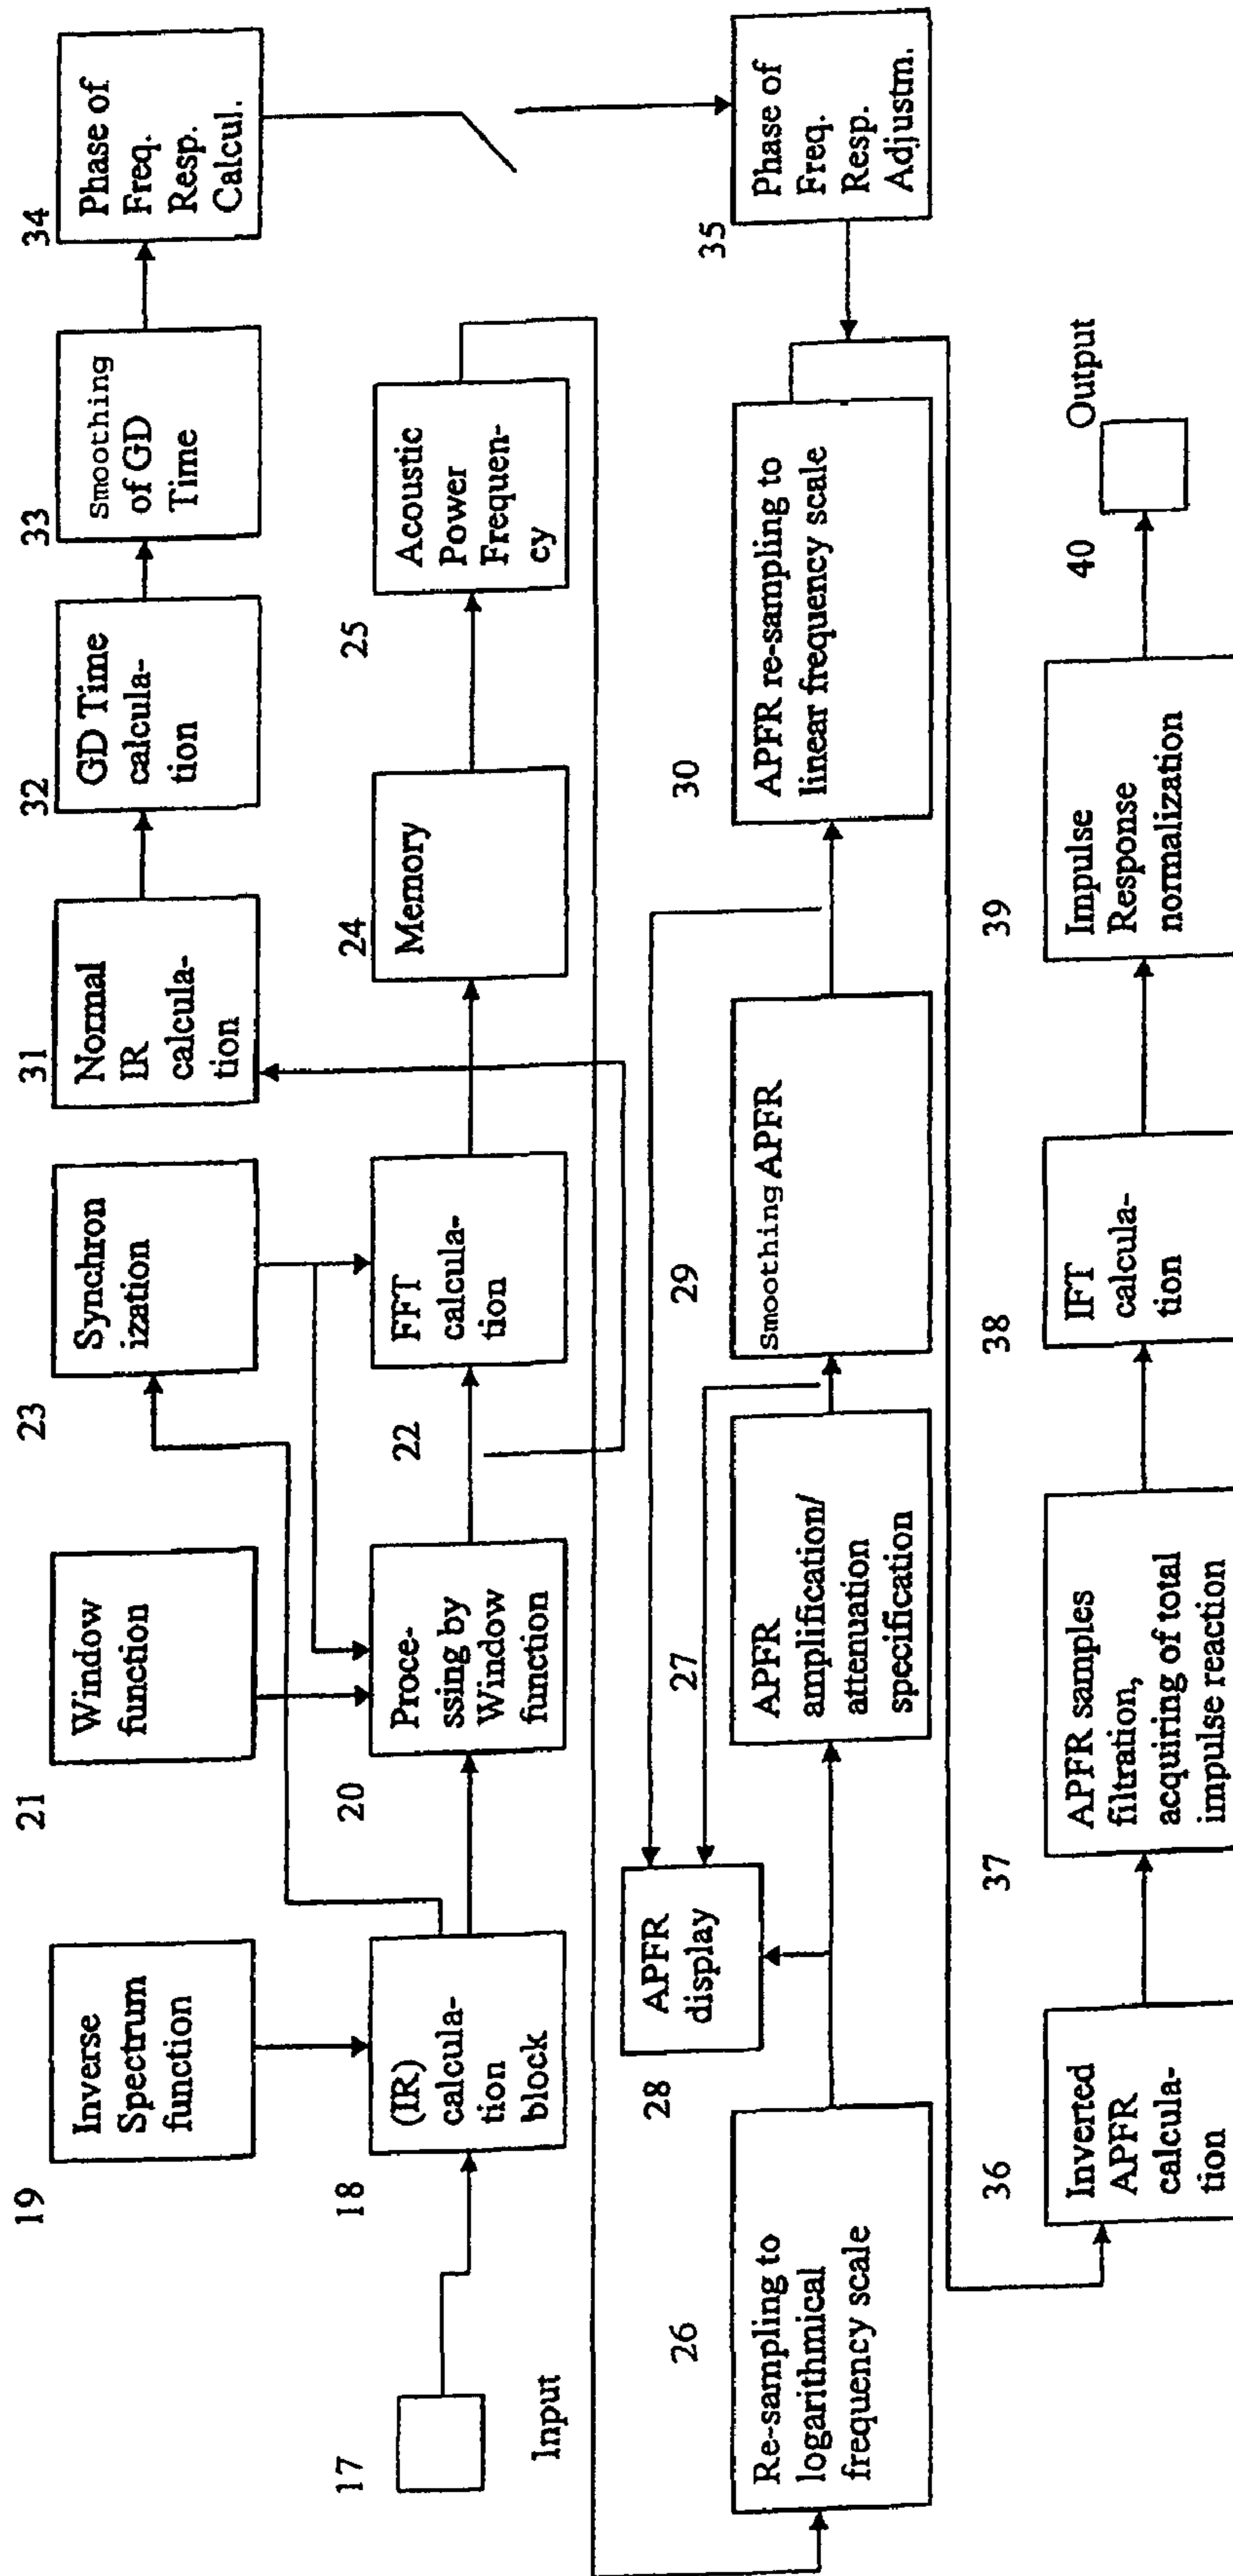 19
Inverse
Spectrum
function
21
Window
function
23
Synchron
ization
31
Normal
IR
calcula-
tion
32
GD Time
calcula-
tion
33
Smoothing
of GD
Time
34
Phase of
Freq.
Resp.
Calcul.
17
Input
18
(IR)
calcula-
tion
block
20
Proce-
ssing by
Window
function
22
FFT
calcula-
tion
24
Memory
25
Acoustic
Power
Frequen-
cy
28
APFR
display
26
Re-sampling to
logarithmical
frequency scale
27
APFR
amplification/
attenuation
specification
29
Smoothing APFR
30
APFR re-sampling to
linear frequency scale
35
Phase of
Freq.
Resp.
Adjustm.
36
Inverted
APFR
calcula-
tion
37
APFR samples
filtration,
acquiring of total
impulse reaction
38
IFT
calcula-
tion
39
Impulse
Response
normalization
40
Output